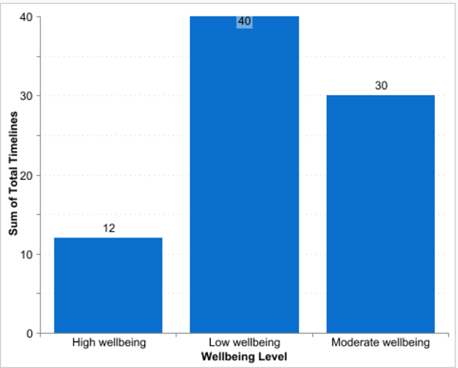 40
30
20
10
0
Sum of Total Timelines
12
40
30
High wellbeing
Low wellbeing
Moderate wellbeing
Wellbeing Level